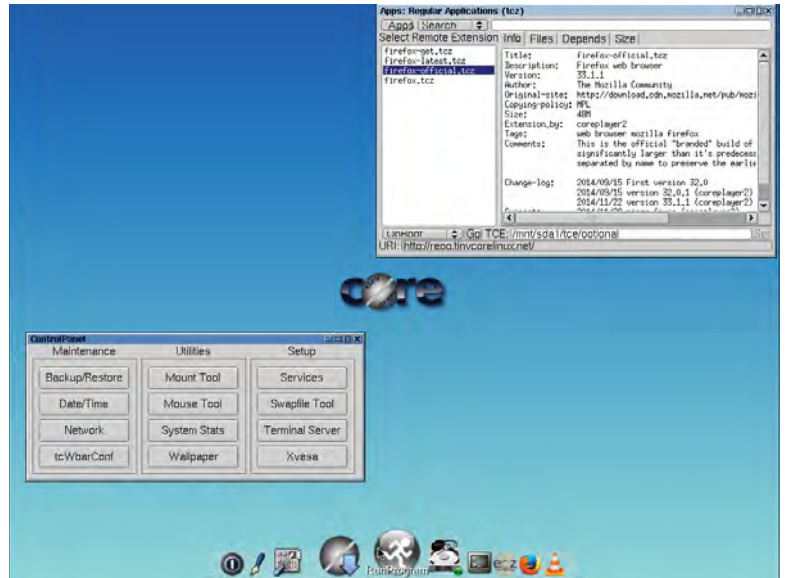 Apps: Regular Applications (tcz)
Apps Search
Select Remote Extension Info Files Depends Size
firefox-get.tcz
firefox-latest.tcz
firefox-official.tcz
firefox.tcz
Title: firefox-official.tcz
Description: Firefox web browser
Version: 33.1.1
Author: The Mozilla Community
Original-site: http://download.cdn.mozilla.net/pub/mozi
Copying-policy: MPL
Size: 48M
Extension_by: coreplayer2
Tags: web browser mozilla firefox
Comments: This is the official "branded" build of
significantly larger than it's predecess
separated by name to preserve the earlie
Change-log: 2014/09/15 First version 32.0
2014/09/15 version 32.0.1 (coreplayer2)
2014/11/22 version 33.1.1 (coreplayer2)
OnBoot Go TCE: /mnt/sda1/tce/optional Set
URI: http://repo.tinycorelinux.net/
core
ControlPanel
Maintenance Utilities Setup
Backup/Restore Mount Tool Services
Date/Time Mouse Tool Swapfile Tool
Network System Stats Terminal Server
tcWbarConf Wallpaper Xvesa
RunProgram